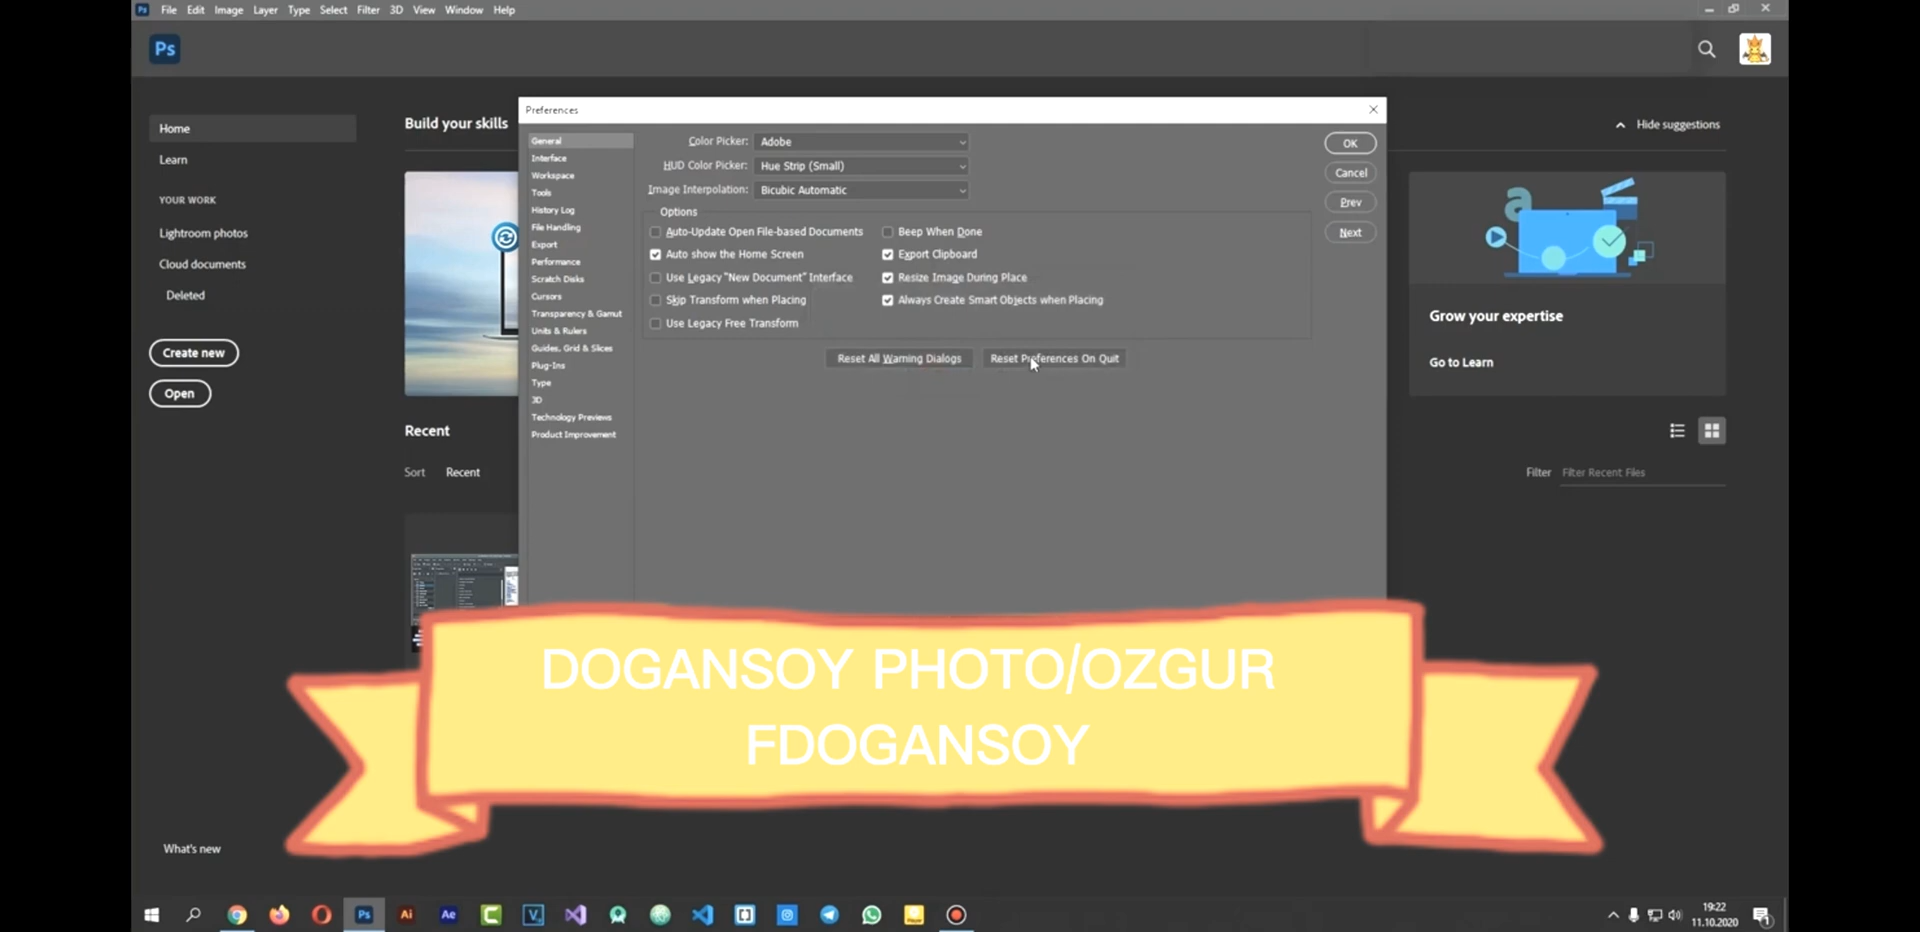 Ps File Edit Image Layer Type Select Filter 3D View Window Help
Ps
Home
Learn
YOUR WORK
Lightroom photos
Cloud documents
Deleted
Create new
Open
What's new
Build your skills
Hide suggestions
Preferences
General
Interface
Workspace
Tools
History Log
File Handling
Export
Performance
Scratch Disks
Cursors
Transparency & Gamut
Units & Rulers
Guides, Grid & Slices
Plug-Ins
Type
3D
Technology Previews
Product Improvement
Color Picker: Adobe
HUD Color Picker: Hue Strip (Small)
Image Interpolation: Bicubic Automatic
Options
Auto-Update Open File-based Documents
Beep When Done
Auto show the Home Screen
Export Clipboard
Use Legacy "New Document" Interface
Resize Image During Place
Skip Transform when Placing
Always Create Smart Objects when Placing
Use Legacy Free Transform
Reset All Warning Dialogs
Reset Preferences On Quit
OK
Cancel
Prev
Next
a
Grow your expertise
Go to Learn
Recent
Sort Recent
Filter Filter Recent Files
DOGANSOY PHOTO/OZGUR
FDOGANSOY
Ps Ai Ae
19:22
11.10.2020
1